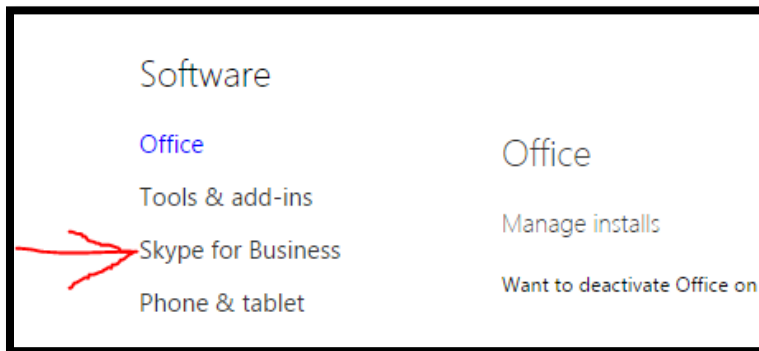 Software
Office
Tools & add-ins
Skype for Business
Phone & tablet
Office
Manage installs
Want to deactivate Office on